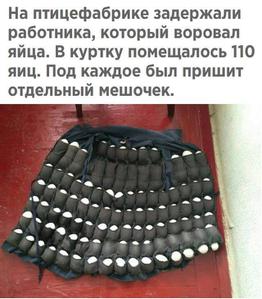 На птицефабрике задержали
работника, который воровал
яйца. В куртку помещалось 110
яиц. Под каждое был пришит
отдельный мешочек.